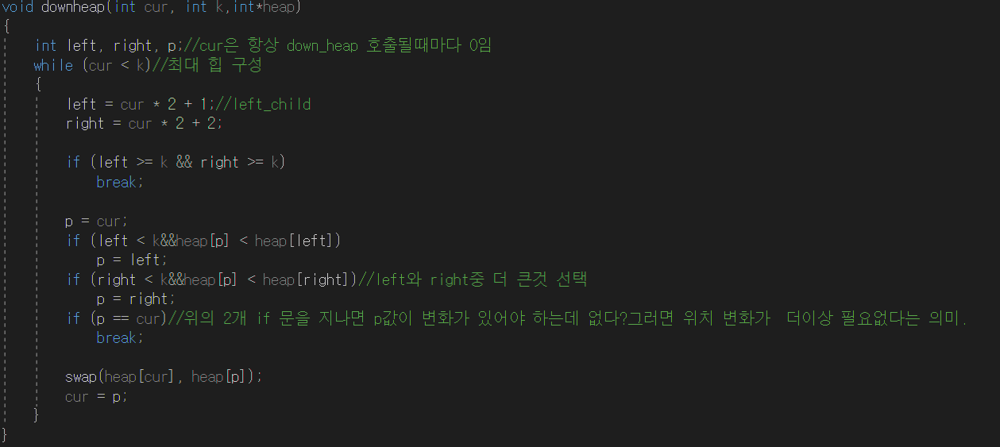 void downheap(int cur, int k,int*heap)
{
    int left, right, p;//cur은 항상 down_heap 호출될때마다 0임
    while (cur < k)//최대 힙 구성
    {
        left = cur * 2 + 1;//left_child
        right = cur * 2 + 2;

        if (left >= k && right >= k)
            break;

        p = cur;
        if (left < k&&heap[p] < heap[left])
            p = left;
        if (right < k&&heap[p] < heap[right])//left와 right중 더 큰것 선택
            p = right;
        if (p == cur)//위의 2개 if 문을 지나면 p값이 변화가 있어야 하는데 없다?그러면 위치 변화가  더이상 필요없다는 의미.
            break;

        swap(heap[cur], heap[p]);
        cur = p;
    }
}